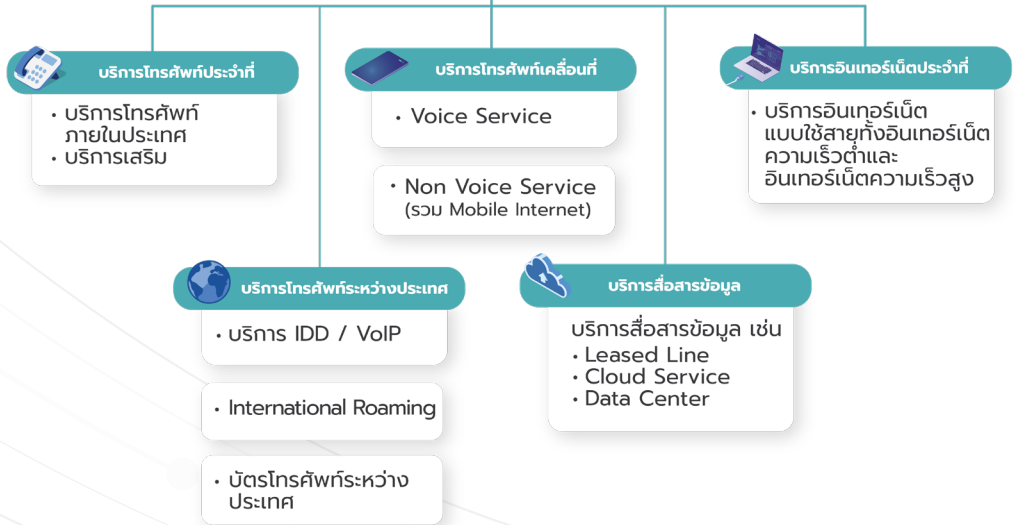 บริการโทรศัพท์ประจำที่
• บริการโทรศัพท์
ภายในประเทศ
• บริการเสริม
บริการโทรศัพท์เคลื่อนที่
• Voice Service
• Non Voice Service
(รวม Mobile Internet)
บริการอินเทอร์เน็ตประจำที่
• บริการอินเทอร์เน็ต
แบบใช้สายทั้งอินเทอร์เน็ต
ความเร็วต่ำและ
อินเทอร์เน็ตความเร็วสูง
บริการโทรศัพท์ระหว่างประเทศ
• บริการ IDD / VoIP
• International Roaming
• บัตรโทรศัพท์ระหว่าง
ประเทศ
บริการสื่อสารข้อมูล
บริการสื่อสารข้อมูล เช่น
• Leased Line
• Cloud Service
• Data Center